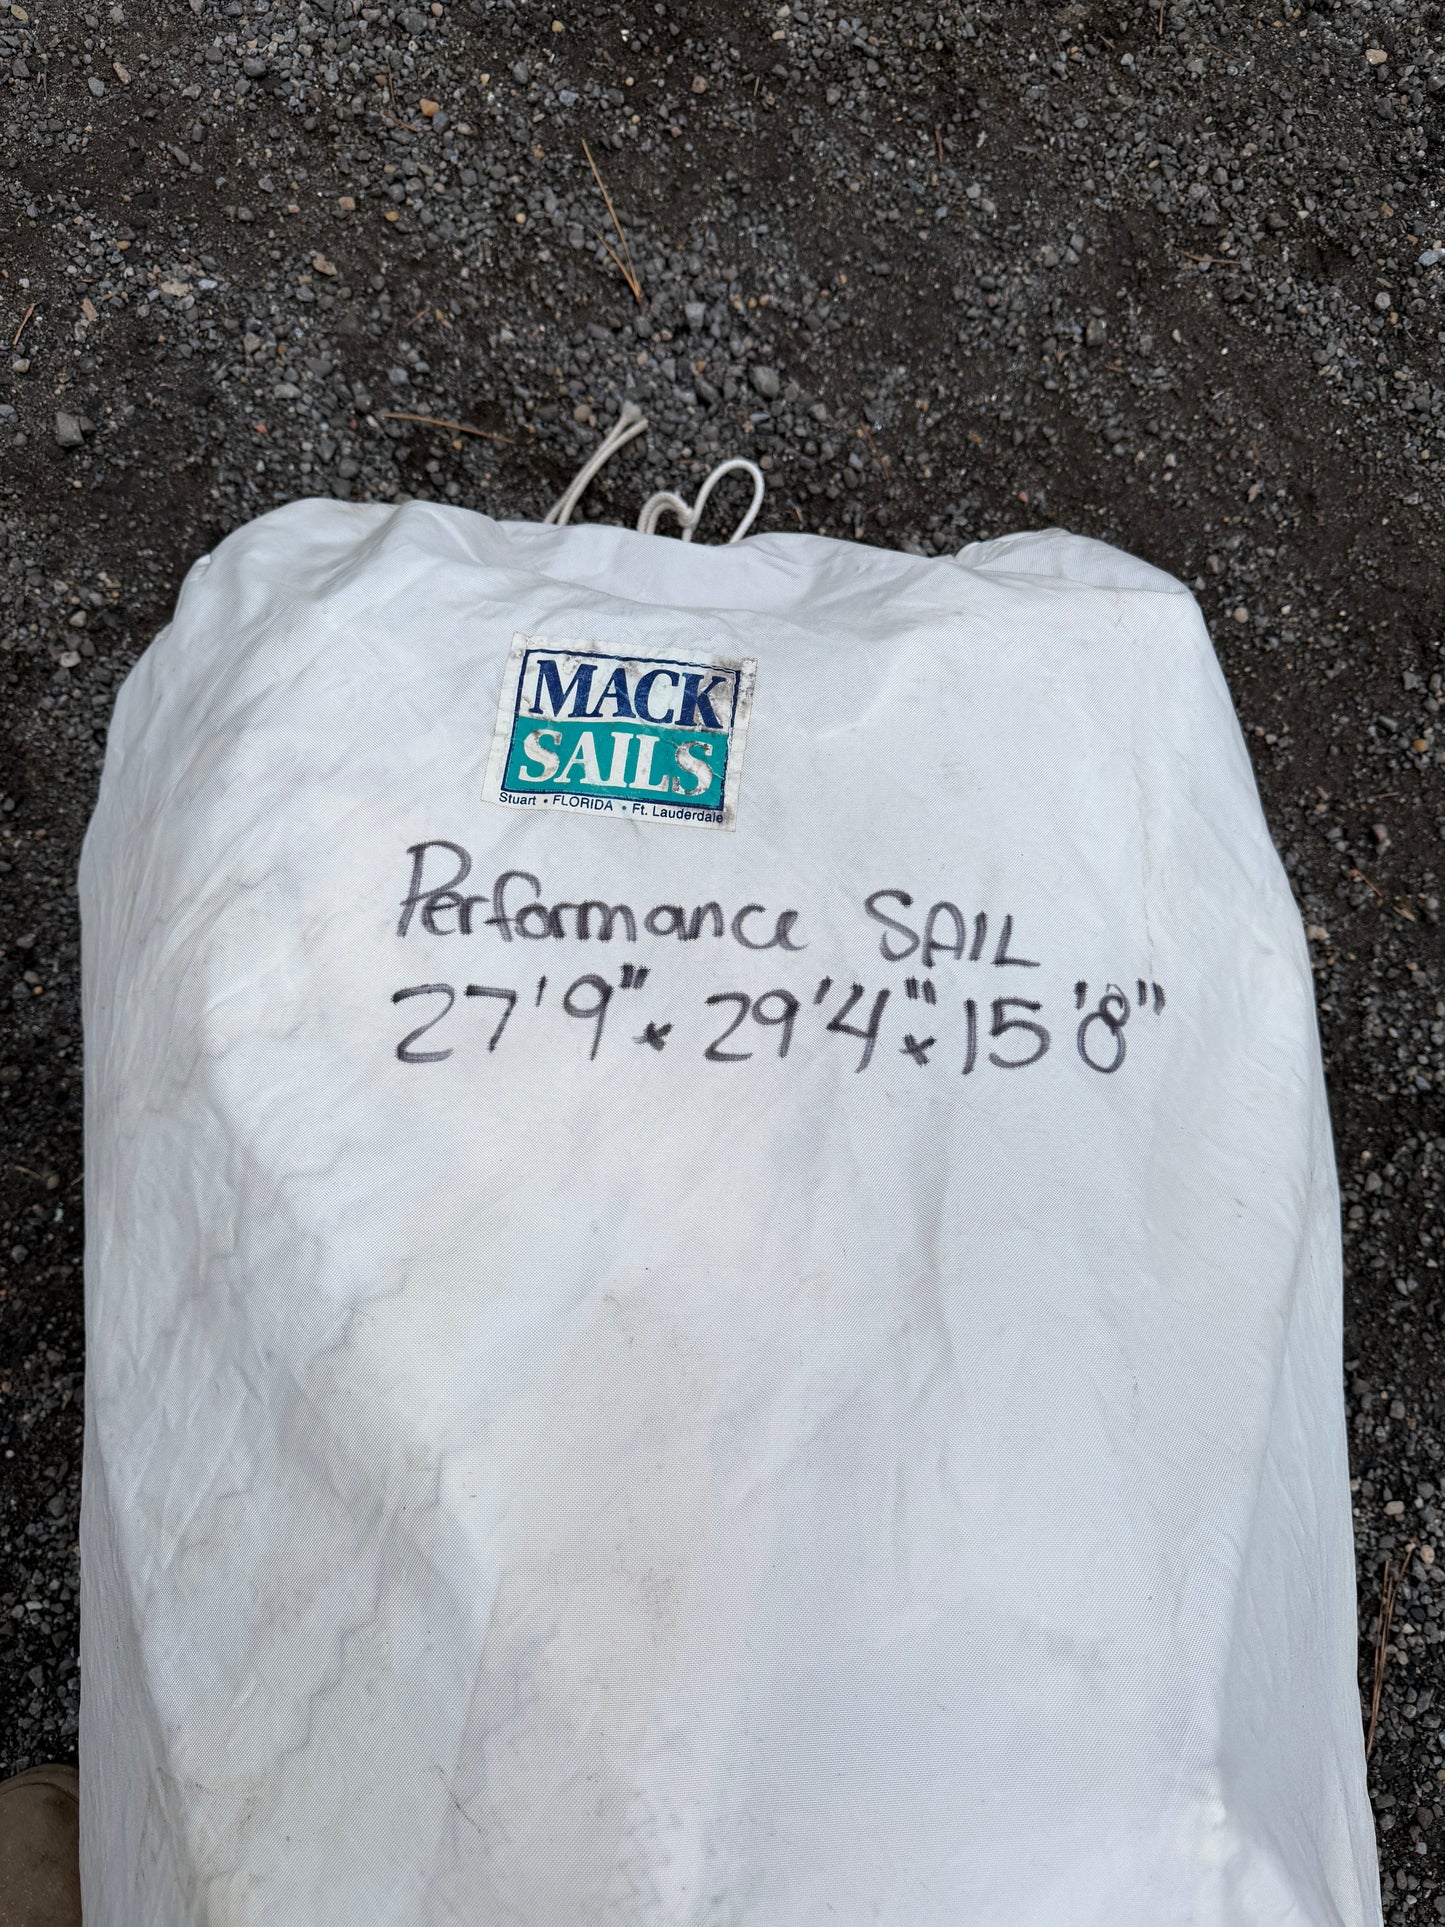 MACK
SAILS
Stuart • FLORIDA • Ft. Lauderdale
Performance SAIL
27'9" x 29'4" x 15'8"